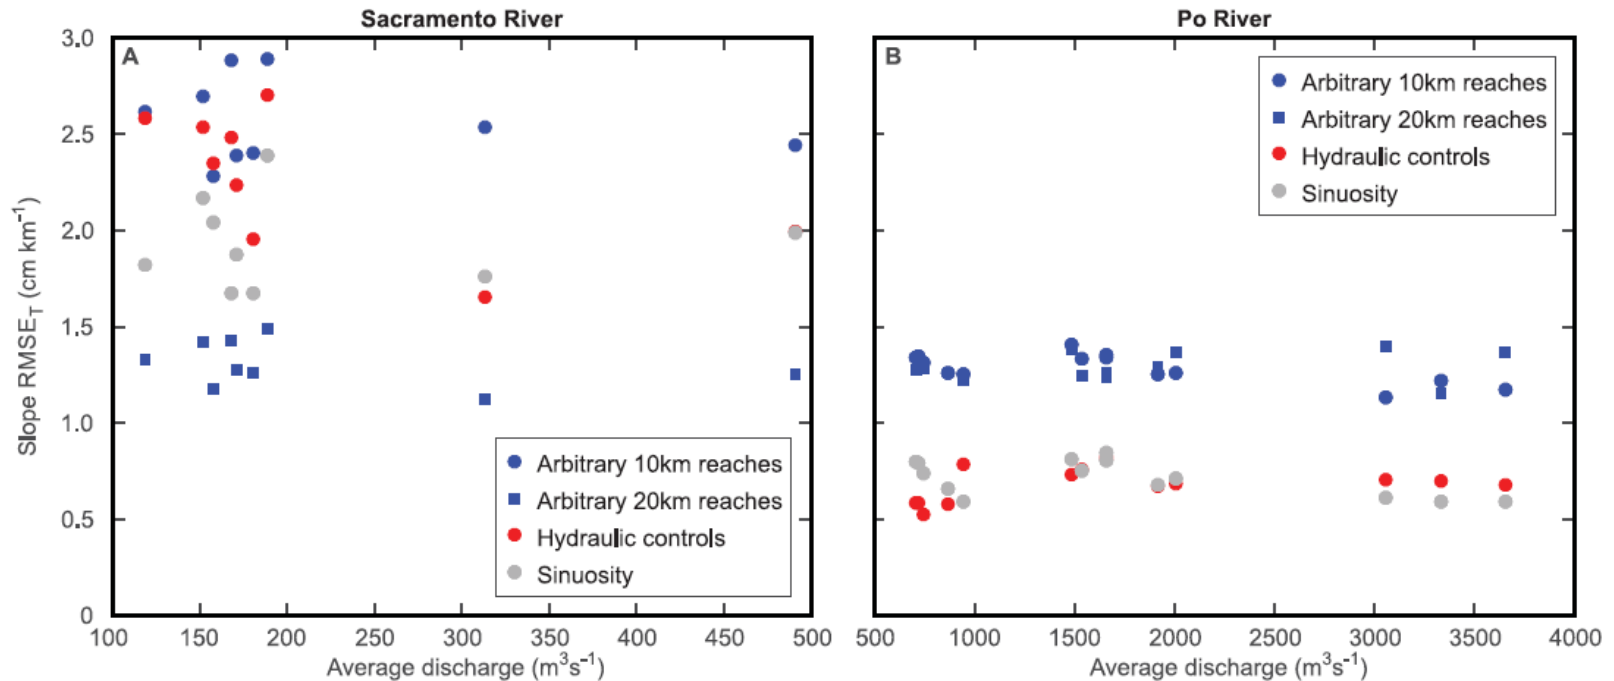 Sacramento River
Po River
A
B
Slope RMSE_T (cm km⁻¹)
3.0
2.5
2.0
1.5
1.0
0.5
0
Arbitrary 10km reaches
Arbitrary 20km reaches
Hydraulic controls
Sinuosity
Arbitrary 10km reaches
Arbitrary 20km reaches
Hydraulic controls
Sinuosity
100 150 200 250 300 350 400 450 500
500 1000 1500 2000 2500 3000 3500 4000
Average discharge (m³s⁻¹)
Average discharge (m³s⁻¹)